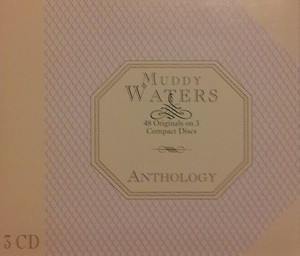 MUDDY
WATERS
48 Originals on 3
Compact Discs
ANTHOLOGY
3 CD